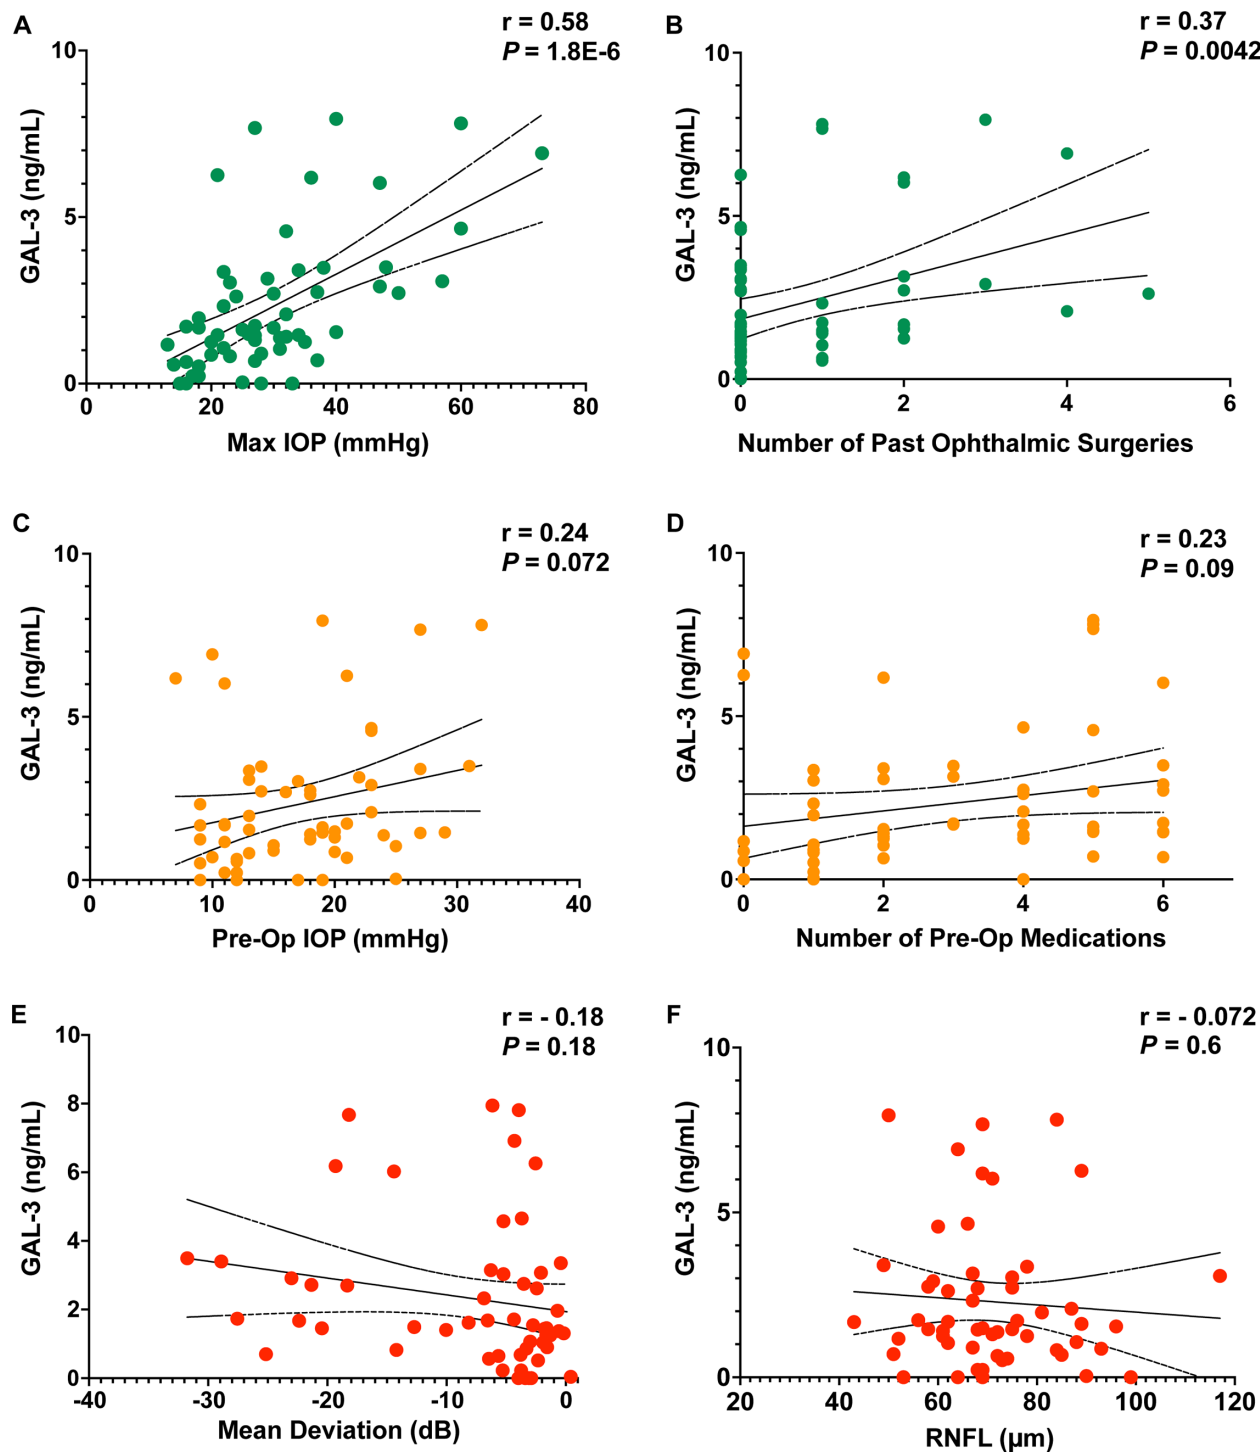 A
r = 0.58
P = 1.8E-6
10
5
0
GAL-3 (ng/mL)
0 20 40 60 80
Max IOP (mmHg)
B
r = 0.37
P = 0.0042
10
5
0
GAL-3 (ng/mL)
0 2 4 6
Number of Past Ophthalmic Surgeries
C
r = 0.24
P = 0.072
10
5
0
GAL-3 (ng/mL)
0 10 20 30 40
Pre-Op IOP (mmHg)
D
r = 0.23
P = 0.09
10
5
0
GAL-3 (ng/mL)
0 2 4 6
Number of Pre-Op Medications
E
r = - 0.18
P = 0.18
10
8
6
4
2
0
GAL-3 (ng/mL)
-40 -30 -20 -10 0
Mean Deviation (dB)
F
r = - 0.072
P = 0.6
10
5
0
GAL-3 (ng/mL)
20 40 60 80 100 120
RNFL (μm)